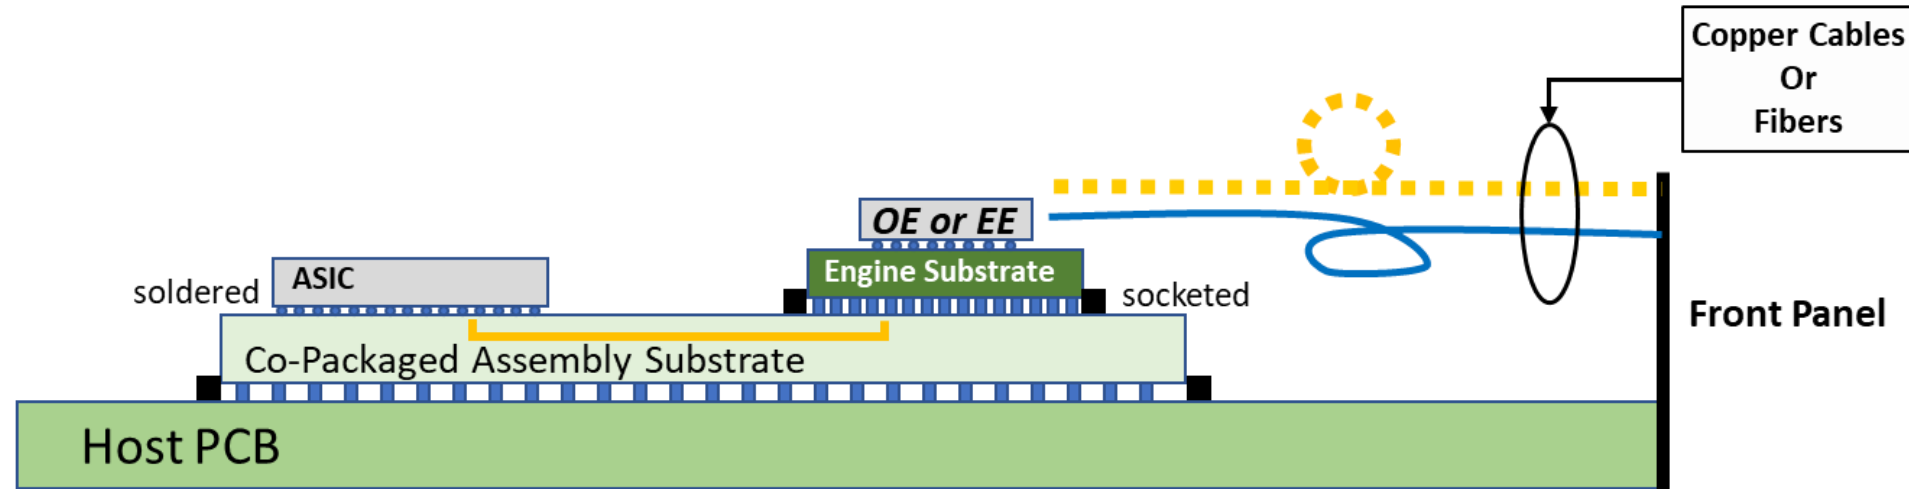 Copper Cables
Or
Fibers
OE or EE
Engine Substrate
ASIC
soldered
socketed
Front Panel
Co-Packaged Assembly Substrate
Host PCB